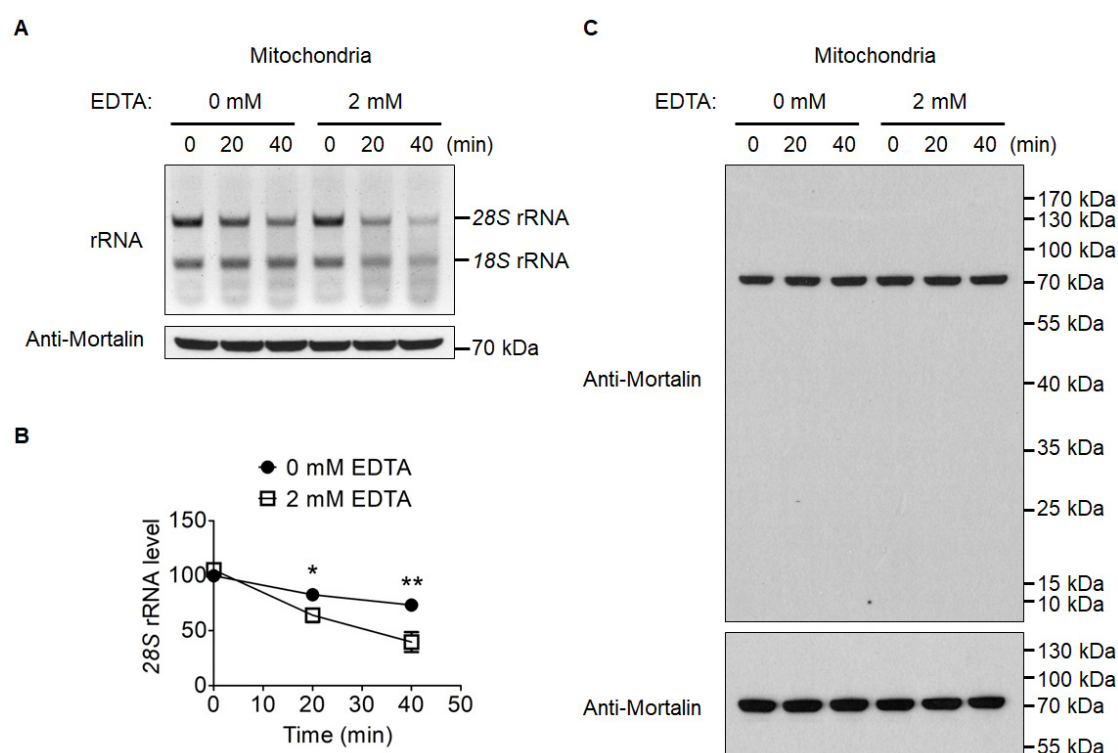 A
Mitochondria
EDTA: 0 mM 2 mM
0 20 40 0 20 40 (min)
rRNA
28S rRNA
18S rRNA
Anti-Mortalin
70 kDa
B
0 mM EDTA
2 mM EDTA
28S rRNA level
150
100
50
0
* **
0 10 20 30 40 50
Time (min)
C
Mitochondria
EDTA: 0 mM 2 mM
0 20 40 0 20 40 (min)
170 kDa
130 kDa
100 kDa
70 kDa
55 kDa
Anti-Mortalin
40 kDa
35 kDa
25 kDa
15 kDa
10 kDa
130 kDa
100 kDa
Anti-Mortalin
70 kDa
55 kDa